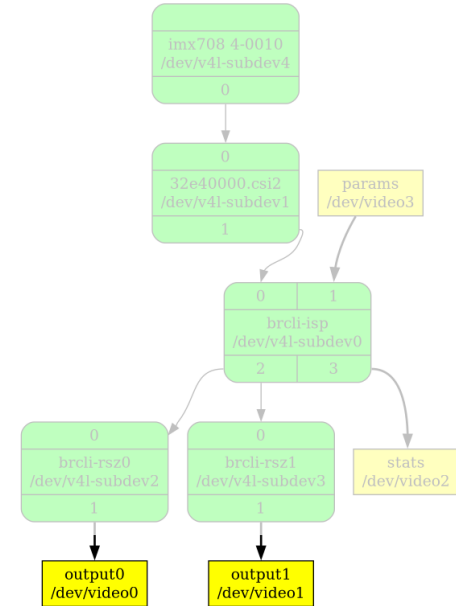 imx708 4-0010
/dev/v4l-subdev4
0
0
32e40000.csi2
/dev/v4l-subdev1
1
params
/dev/video3
0 1
brcli-isp
/dev/v4l-subdev0
2 3
0
brcli-rsz0
/dev/v4l-subdev2
1
0
brcli-rsz1
/dev/v4l-subdev3
1
stats
/dev/video2
output0
/dev/video0
output1
/dev/video1